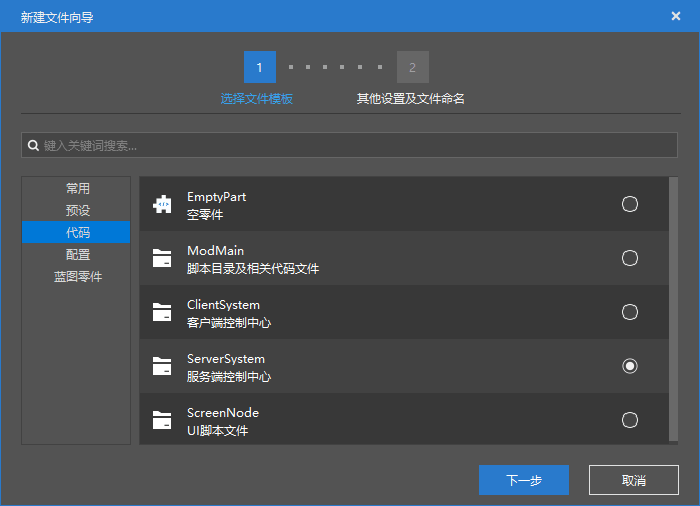 新建文件向导
1
2
选择文件模板
其他设置及文件命名
键入关键词搜索...
常用
预设
代码
配置
蓝图零件
EmptyPart
空零件
ModMain
脚本目录及相关代码文件
ClientSystem
客户端控制中心
ServerSystem
服务端控制中心
ScreenNode
UI脚本文件
下一步
取消